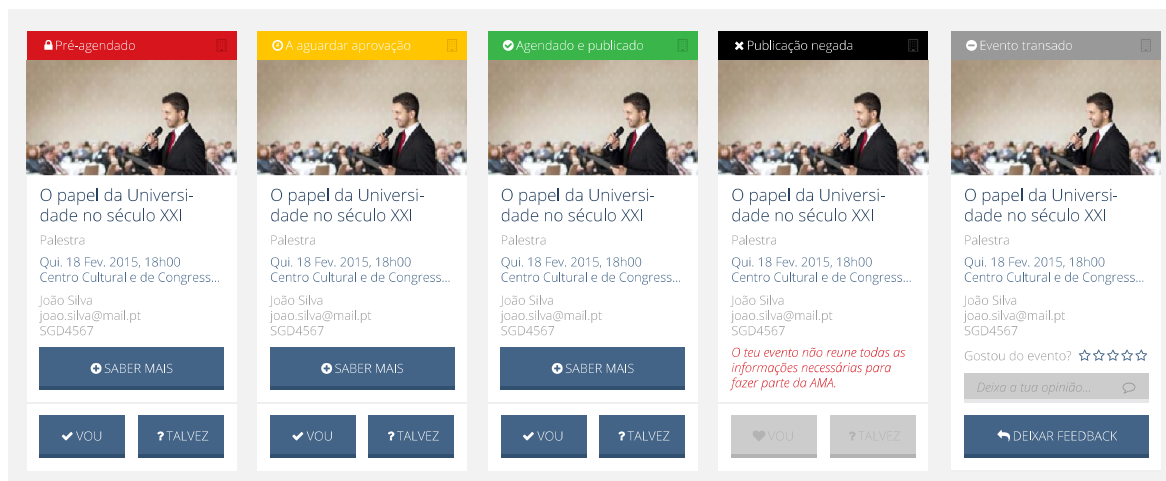 Pré-agendado
O papel da Universi-
dade no século XXI
Palestra
Qui. 18 Fev. 2015, 18h00
Centro Cultural e de Congress...
João Silva
joao.silva@mail.pt
SGD4567
SABER MAIS
VOU
? TALVEZ
A aguardar aprovação
O papel da Universi-
dade no século XXI
Palestra
Qui. 18 Fev. 2015, 18h00
Centro Cultural e de Congress...
João Silva
joao.silva@mail.pt
SGD4567
SABER MAIS
VOU
? TALVEZ
Agendado e publicado
O papel da Universi-
dade no século XXI
Palestra
Qui. 18 Fev. 2015, 18h00
Centro Cultural e de Congress...
João Silva
joao.silva@mail.pt
SGD4567
SABER MAIS
VOU
? TALVEZ
Publicação negada
O papel da Universi-
dade no século XXI
Palestra
Qui. 18 Fev. 2015, 18h00
Centro Cultural e de Congress...
João Silva
joao.silva@mail.pt
SGD4567
O teu evento não reune todas as
informações necessárias para
fazer parte da AMA.
VOU
? TALVEZ
Evento transado
O papel da Universi-
dade no século XXI
Palestra
Qui. 18 Fev. 2015, 18h00
Centro Cultural e de Congress...
João Silva
joao.silva@mail.pt
SGD4567
Gostou do evento?
Deixa a tua opinião...
DEIXAR FEEDBACK